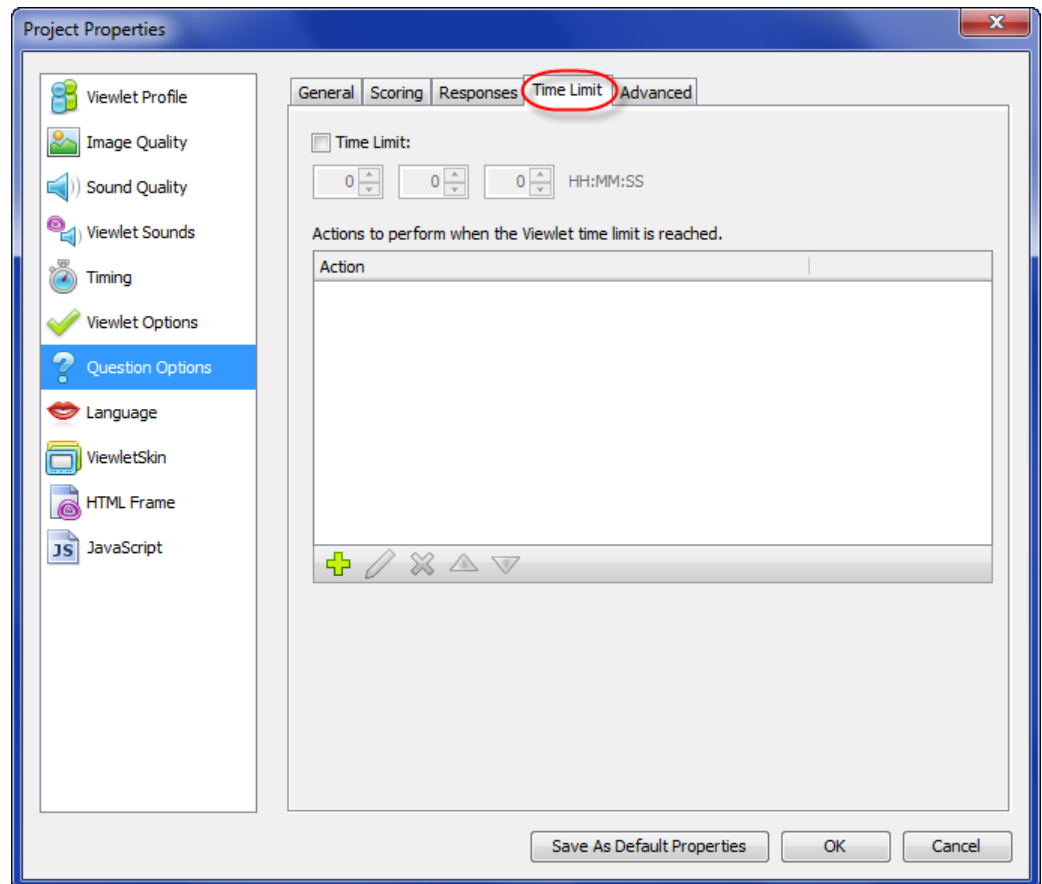 Project Properties
Viewlet Profile
Image Quality
Sound Quality
Viewlet Sounds
Timing
Viewlet Options
Question Options
Language
ViewletSkin
HTML Frame
JS JavaScript
General Scoring Responses Time Limit Advanced
Time Limit:
0 0 0 HH:MM:SS
Actions to perform when the Viewlet time limit is reached.
Action
Save As Default Properties OK Cancel